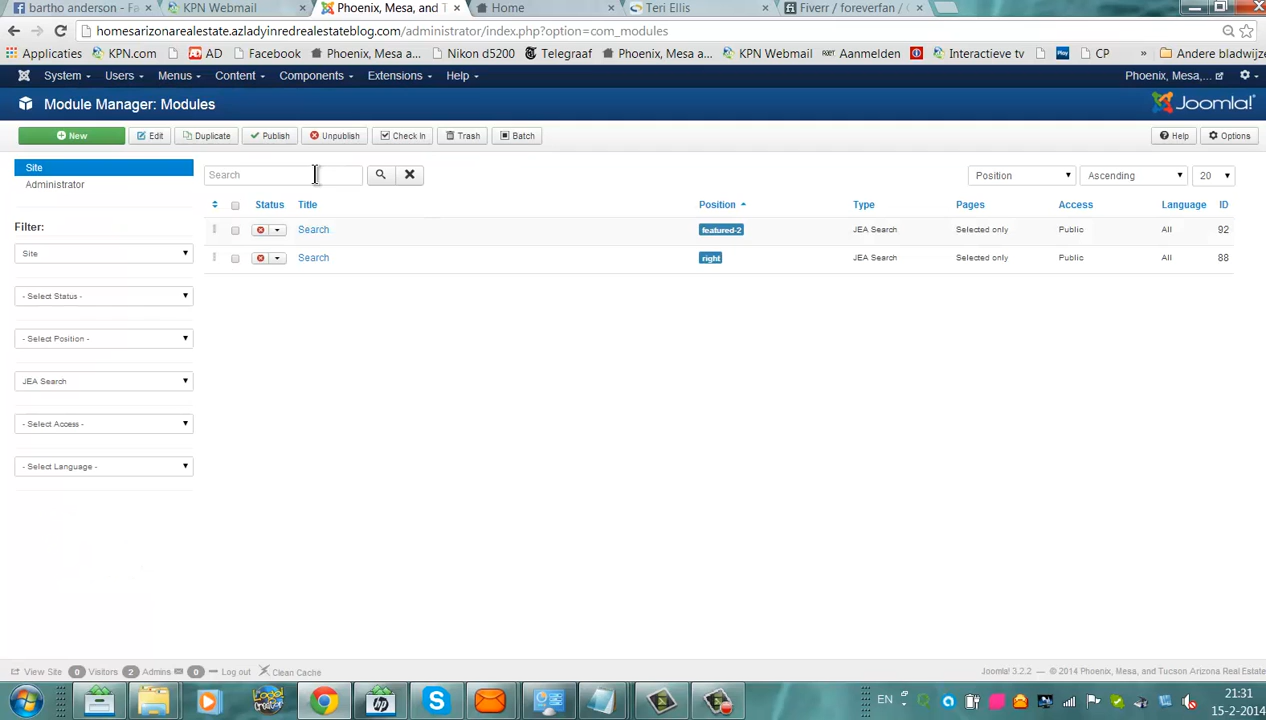 bartho anderson - Fa
KPN Webmail
Phoenix, Mesa, and T
Home
Teri Ellis
Fiverr / foreverfan / C
homesarizonarealestate.azladyinredrealestateblog.com/administrator/index.php?option=com_modules
Applicaties
KPN.com
AD
Facebook
Phoenix, Mesa a...
Nikon d5200
Telegraaf
Phoenix, Mesa a...
KPN Webmail
Aanmelden
Interactieve tv
CP
»
Andere bladwijze
System
Users
Menus
Content
Components
Extensions
Help
Phoenix, Mesa,...
Module Manager: Modules
Joomla!
New
Edit
Duplicate
Publish
Unpublish
Check In
Trash
Batch
Help
Options
Site
Administrator
Search
Position
Ascending
20
Status
Title
Position
Type
Pages
Access
Language
ID
Search
featured-2
JEA Search
Selected only
Public
All
92
Search
right
JEA Search
Selected only
Public
All
88
Filter:
Site
- Select Status -
- Select Position -
JEA Search
- Select Access -
- Select Language -
View Site
0
Visitors
2
Admins
0
Log out
Clean Cache
Joomla! 3.2.2 — © 2014 Phoenix, Mesa, and Tucson Arizona Real Estate
EN
21:31
15-2-2014